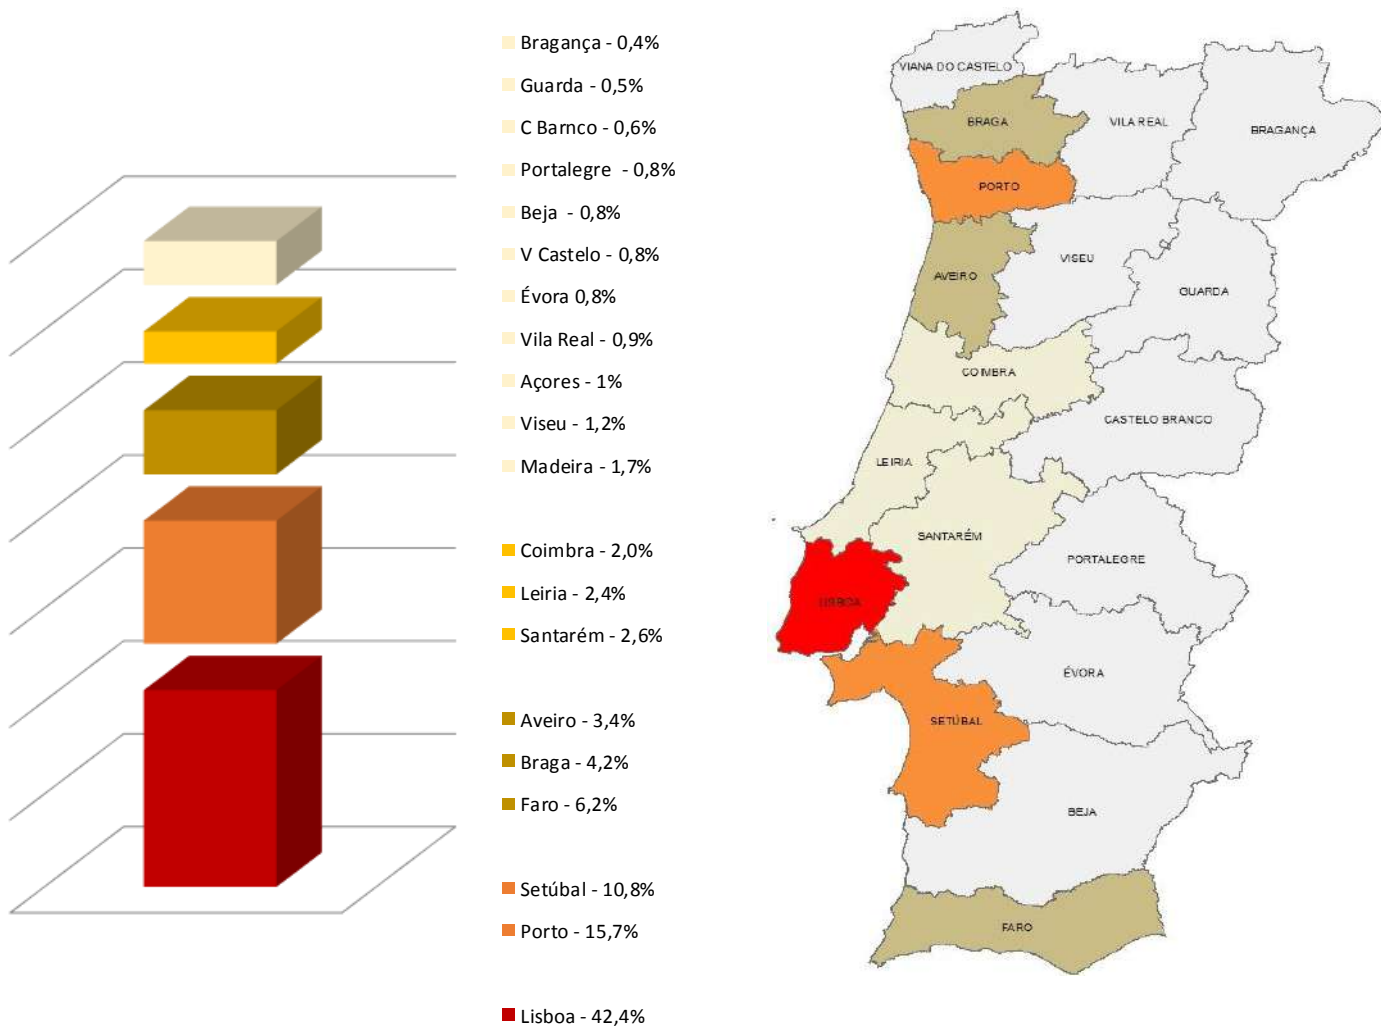 Bragança - 0,4%
Guarda - 0,5%
C Barnco - 0,6%
Portalegre - 0,8%
Beja - 0,8%
V Castelo - 0,8%
Évora 0,8%
Vila Real - 0,9%
Açores - 1%
Viseu - 1,2%
Madeira - 1,7%
Coimbra - 2,0%
Leiria - 2,4%
Santarém - 2,6%
Aveiro - 3,4%
Braga - 4,2%
Faro - 6,2%
Setúbal - 10,8%
Porto - 15,7%
Lisboa - 42,4%
VIANA DO CASTELO
BRAGA
VILA REAL
BRAGANÇA
PORTO
VISEU
AVEIRO
GUARDA
COIMBRA
CASTELO BRANCO
LEIRIA
SANTARÉM
PORTALEGRE
LISBOA
ÉVORA
SETÚBAL
BEJA
FARO